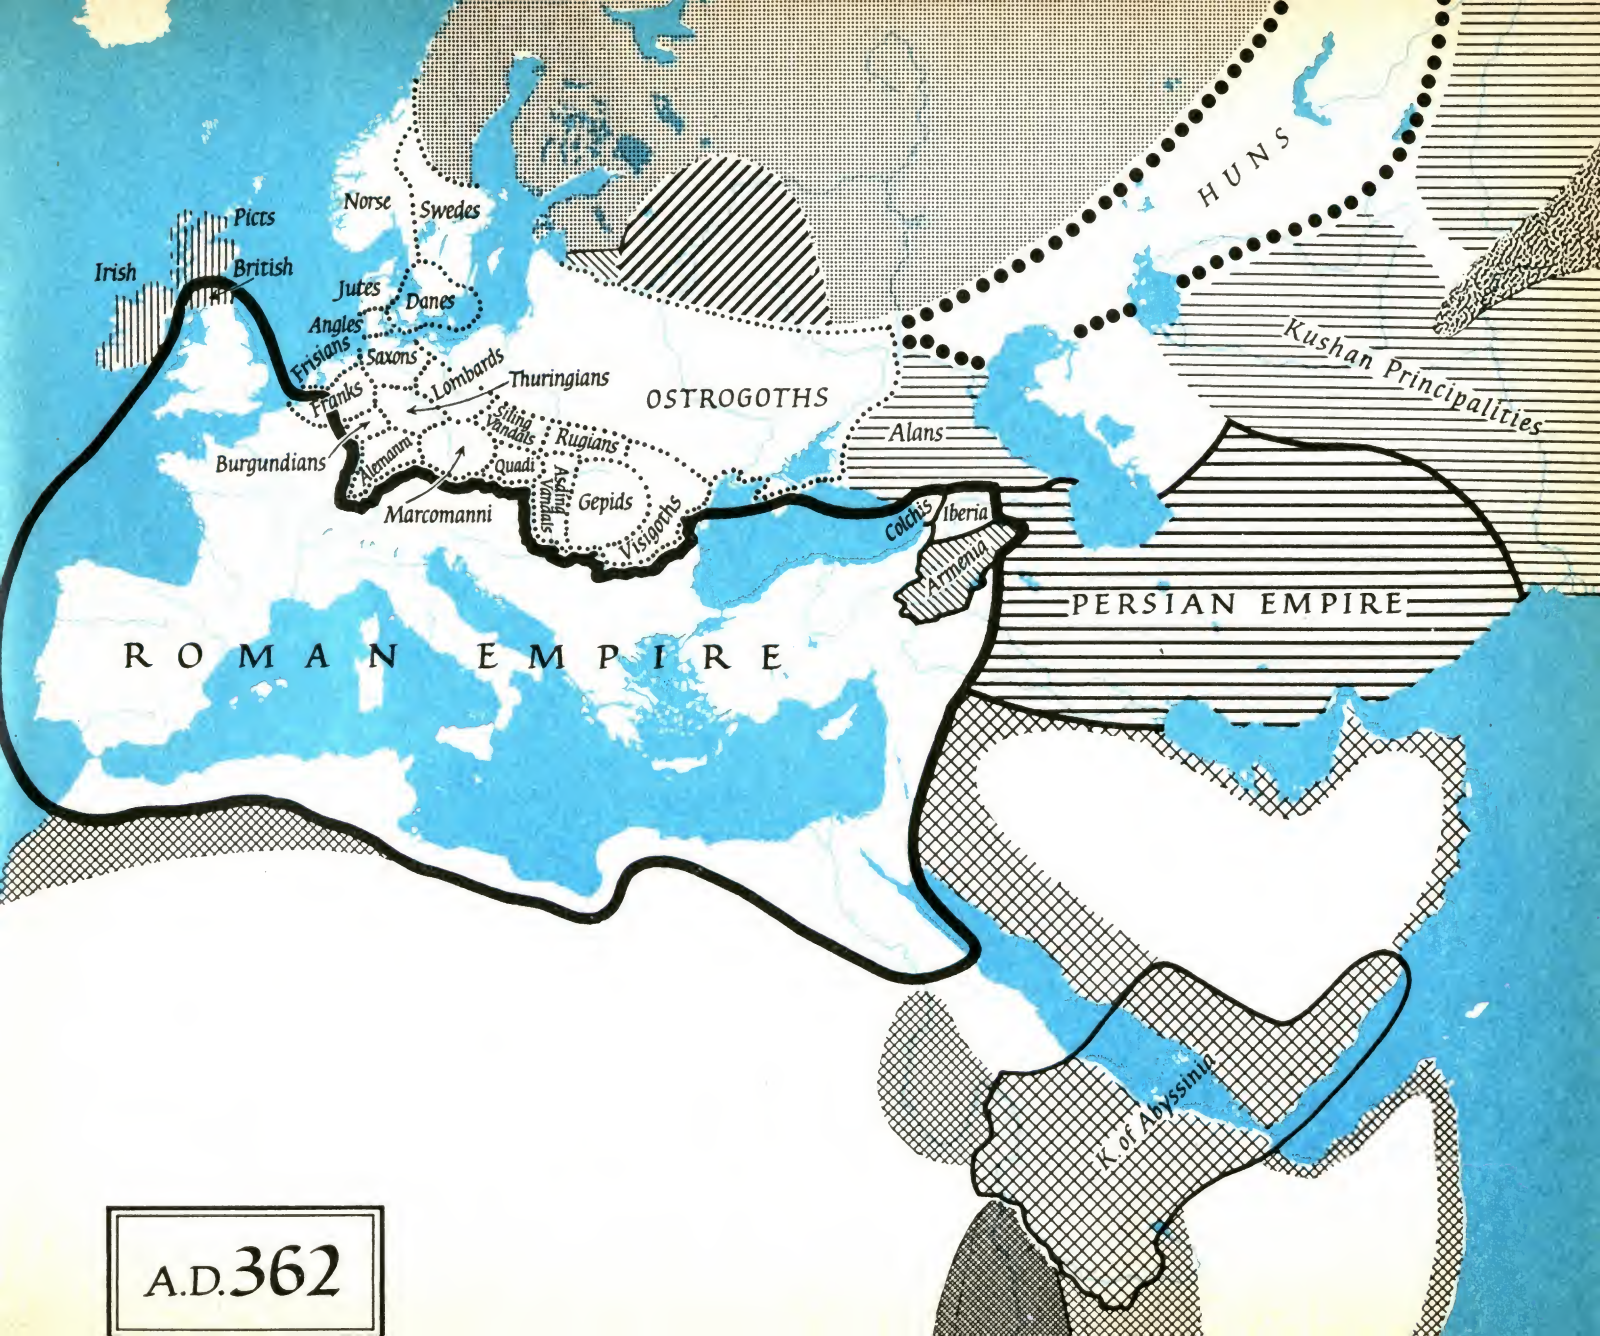 HUNS
Norse
Swedes
Picts
Irish
British
Jutes
Danes
Angles
Frisians
Saxons
Lombards
Thuringians
Franks
OSTROGOTHS
Kushan Principalities
Siling
Vandals
Rugians
Alans
Burgundians
Alemanni
Quadi
Asding
Vandals
Gepids
Marcomanni
Visigoths
Colchis
Iberia
Armenia
PERSIAN EMPIRE
ROMAN EMPIRE
K. of Abyssinia
A.D. 362